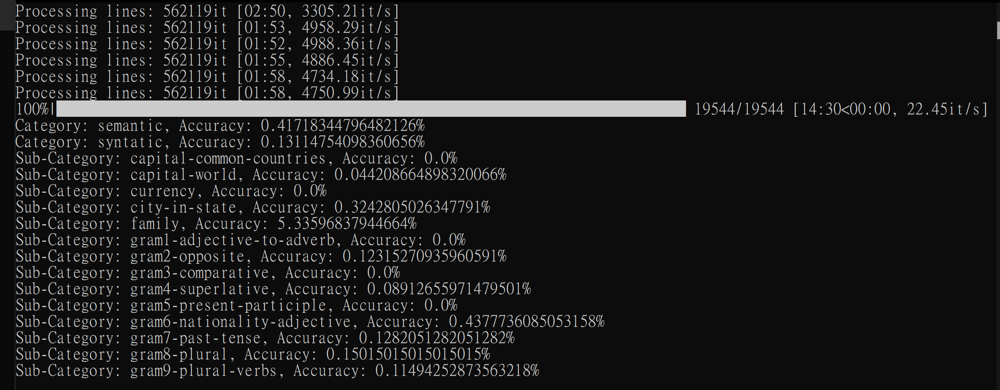 Processing lines: 562119it [02:50, 3305.21it/s]
Processing lines: 562119it [01:53, 4958.29it/s]
Processing lines: 562119it [01:52, 4988.36it/s]
Processing lines: 562119it [01:55, 4886.45it/s]
Processing lines: 562119it [01:58, 4734.18it/s]
Processing lines: 562119it [01:58, 4750.99it/s]
100%| 19544/19544 [14:30<00:00, 22.45it/s]
Category: semantic, Accuracy: 0.41718344796482126%
Category: syntatic, Accuracy: 0.13114754098360656%
Sub-Category: capital-common-countries, Accuracy: 0.0%
Sub-Category: capital-world, Accuracy: 0.044208664898320066%
Sub-Category: currency, Accuracy: 0.0%
Sub-Category: city-in-state, Accuracy: 0.3242805026347791%
Sub-Category: family, Accuracy: 5.33596837944664%
Sub-Category: gram1-adjective-to-adverb, Accuracy: 0.0%
Sub-Category: gram2-opposite, Accuracy: 0.12315270935960591%
Sub-Category: gram3-comparative, Accuracy: 0.0%
Sub-Category: gram4-superlative, Accuracy: 0.08912655971479501%
Sub-Category: gram5-present-participle, Accuracy: 0.0%
Sub-Category: gram6-nationality-adjective, Accuracy: 0.4377736085053158%
Sub-Category: gram7-past-tense, Accuracy: 0.1282051282051282%
Sub-Category: gram8-plural, Accuracy: 0.15015015015015015%
Sub-Category: gram9-plural-verbs, Accuracy: 0.11494252873563218%